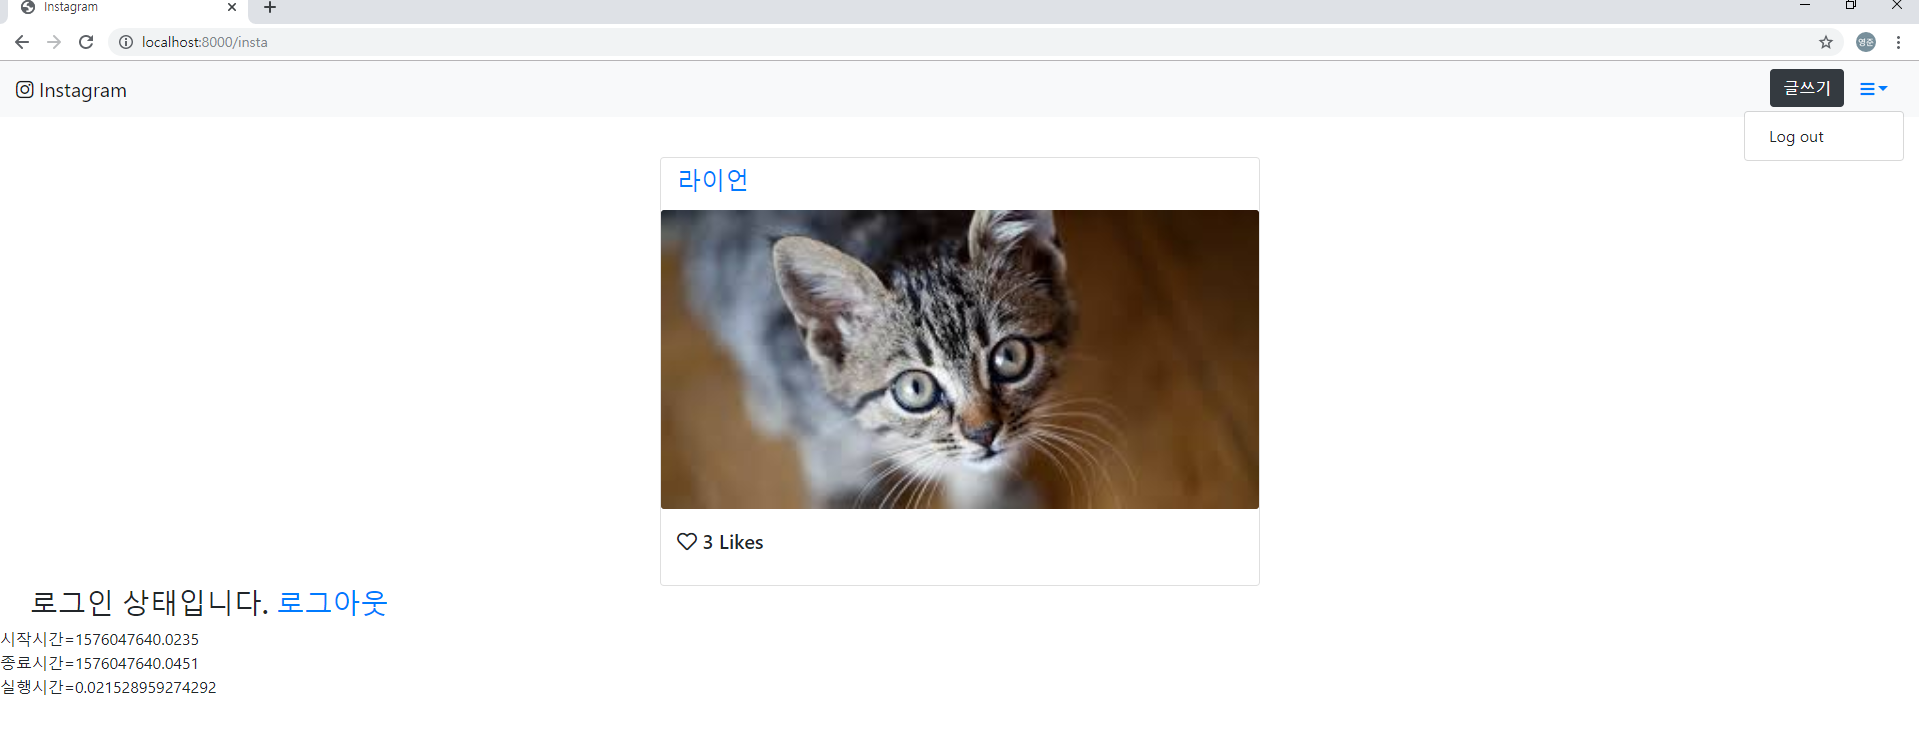 Instagram
localhost:8000/insta
영준
Instagram
글쓰기
Log out
라이언
3 Likes
로그인 상태입니다. 로그아웃
시작시간=1576047640.0235
종료시간=1576047640.0451
실행시간=0.021528959274292